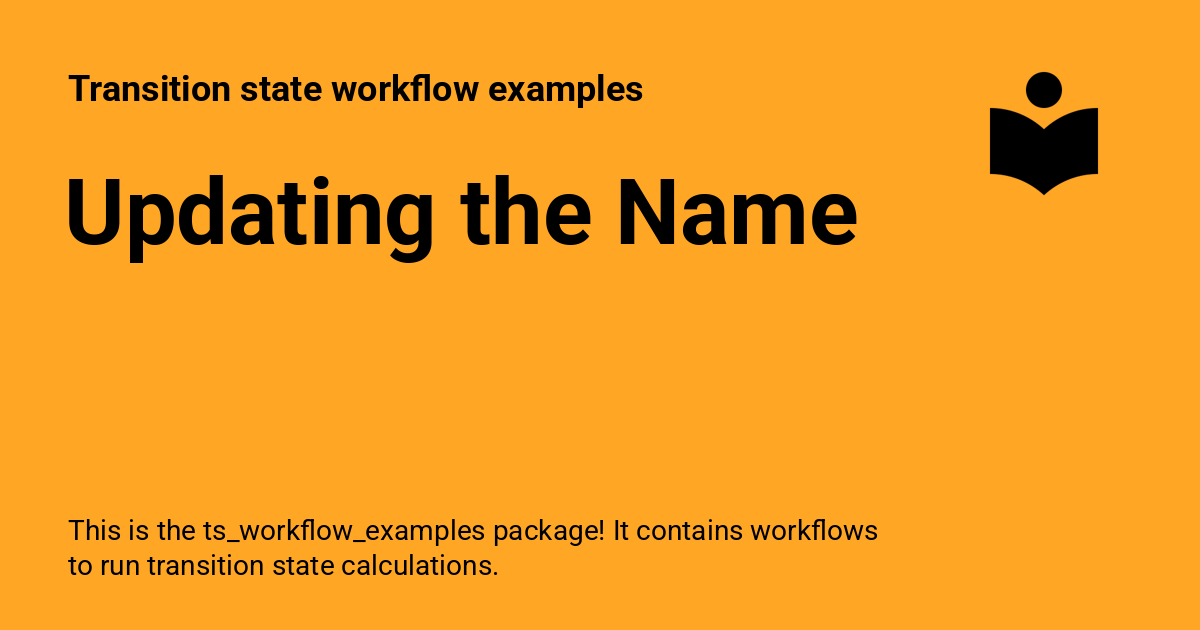 Transition state workflow examples
Updating the Name
This is the ts_workflow_examples package! It contains workflows
to run transition state calculations.